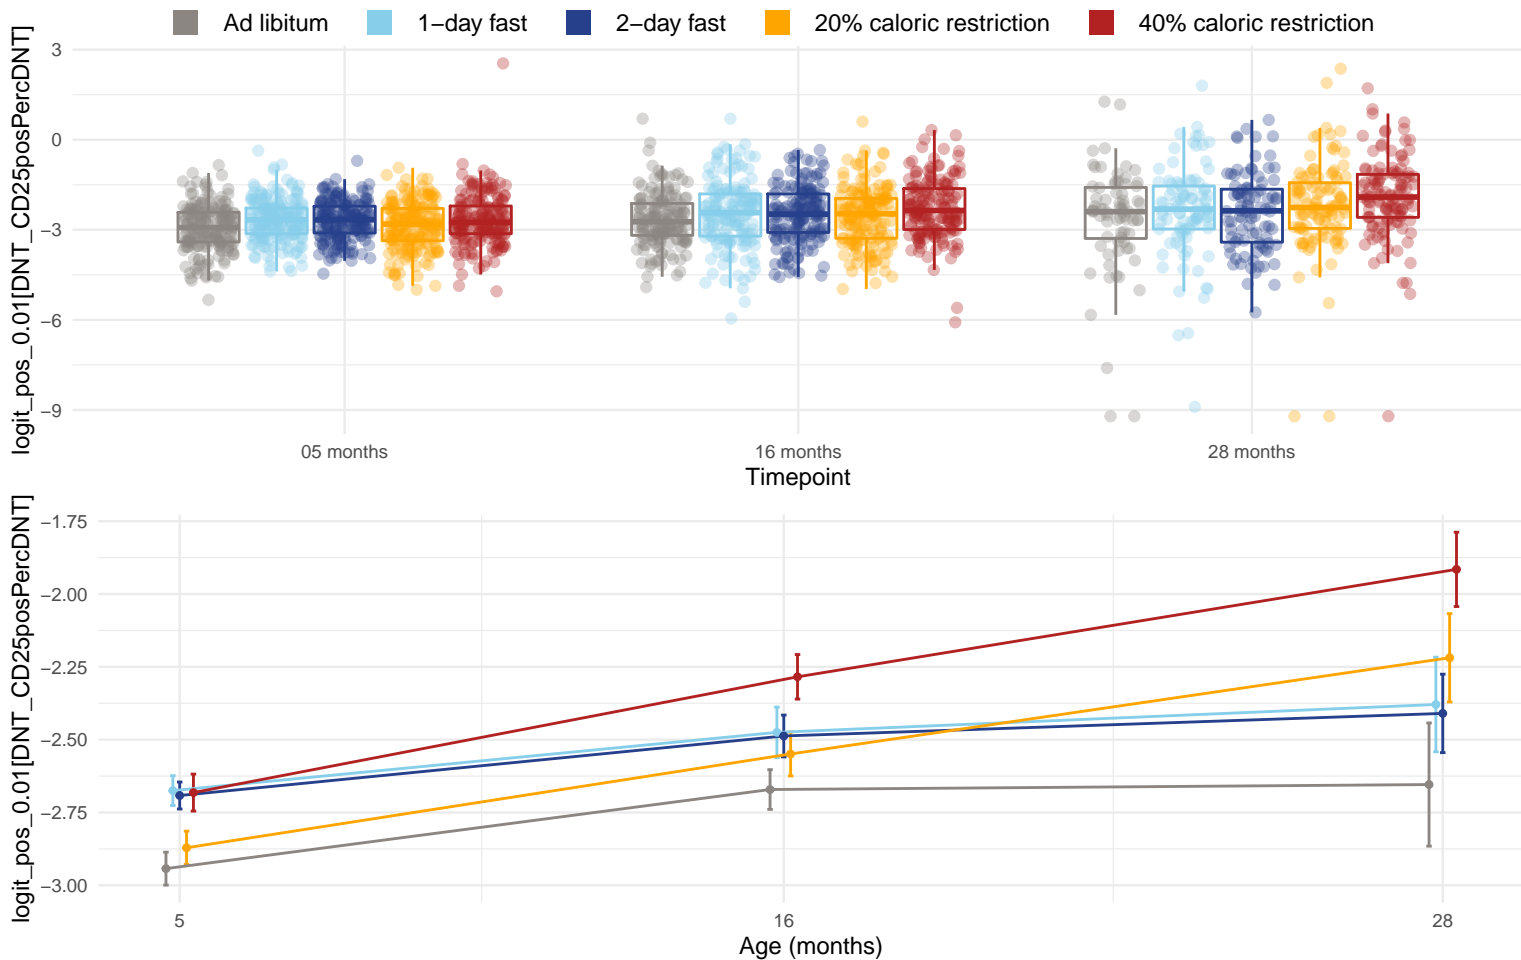 Ad libitum 1−day fast 2−day fast 20% caloric restriction 40% caloric restriction
logit_pos_0.01[DNT_CD25posPercDNT]
3
0
−3
−6
−9
05 months 16 months 28 months
Timepoint
logit_pos_0.01[DNT_CD25posPercDNT]
−1.75
−2.00
−2.25
−2.50
−2.75
−3.00
5 16 28
Age (months)